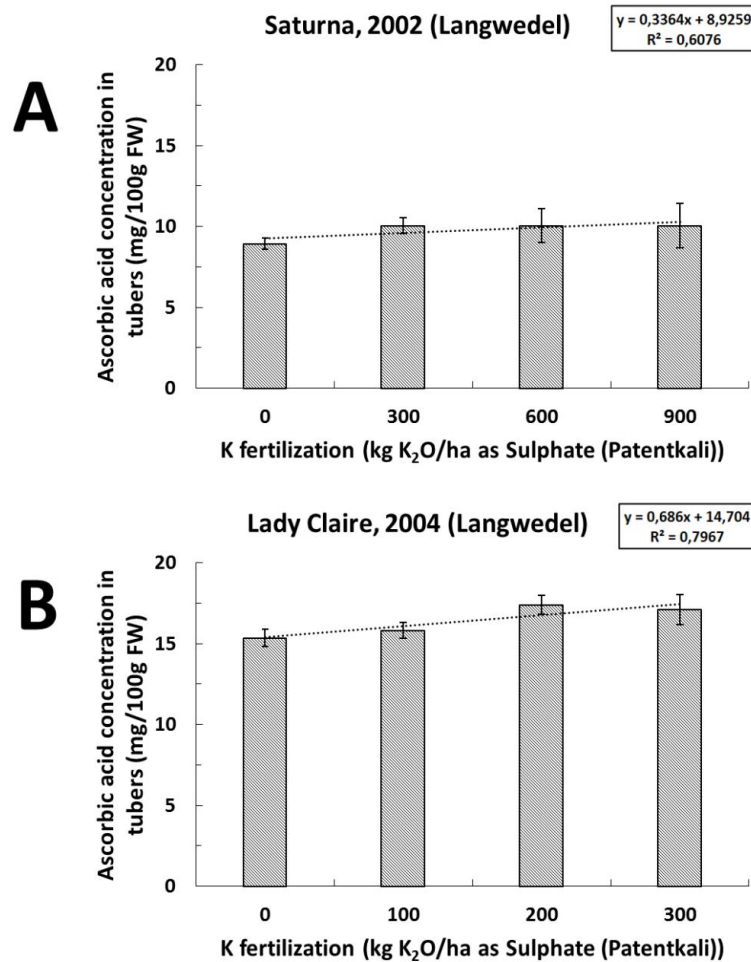 Saturna, 2002 (Langwedel)
y = 0,3364x + 8,9259
R² = 0,6076
A
Ascorbic acid concentration in
tubers (mg/100g FW)
20
15
10
5
0
0 300 600 900
K fertilization (kg K₂O/ha as Sulphate (Patentkali))
Lady Claire, 2004 (Langwedel)
y = 0,686x + 14,704
R² = 0,7967
B
Ascorbic acid concentration in
tubers (mg/100g FW)
20
15
10
5
0
0 100 200 300
K fertilization (kg K₂O/ha as Sulphate (Patentkali))